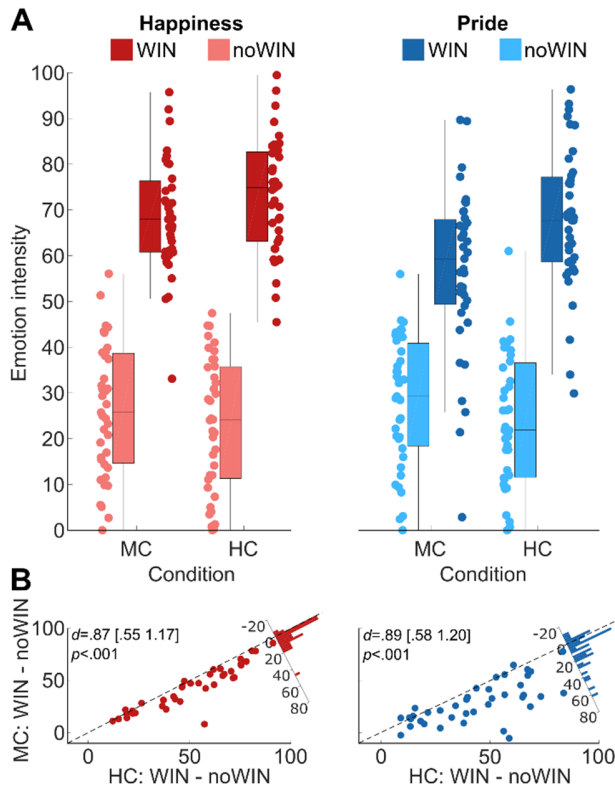 A
Happiness
WIN noWIN
Pride
WIN noWIN
Emotion intensity
100
90
80
70
60
50
40
30
20
10
0
MC HC
Condition
MC HC
Condition
B
MC: WIN - noWIN
100
50
0
d=.87 [.55 1.17]
p<.001
-20
0
20
40
60
80
0 50 100
HC: WIN - noWIN
d=.89 [.58 1.20]
p<.001
-20
0
20
40
60
80
0 50 100
HC: WIN - noWIN